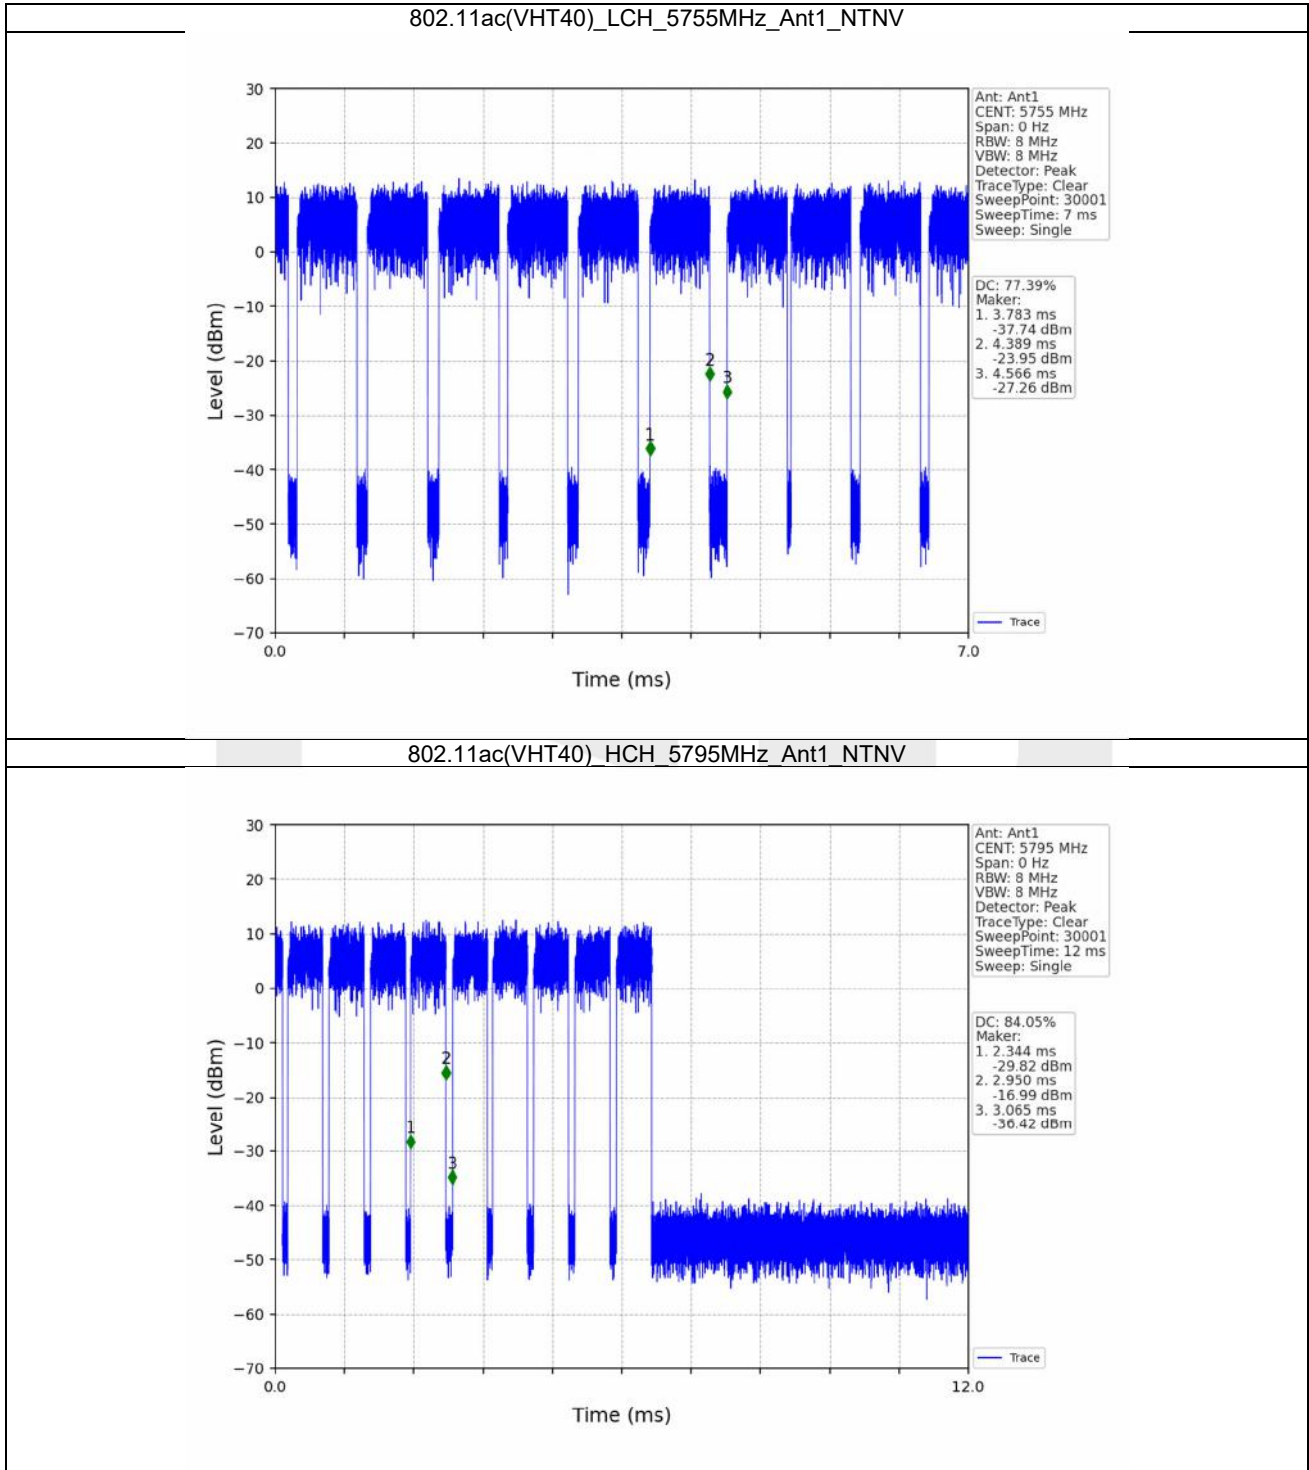 802.11ac(VHT40)_LCH_5755MHz_Ant1_NTNV
30
20
10
0
−10
−20
−30
−40
−50
−60
−70
Level (dBm)
0.0
7.0
Time (ms)
1
2
3
Ant: Ant1
CENT: 5755 MHz
Span: 0 Hz
RBW: 8 MHz
VBW: 8 MHz
Detector: Peak
TraceType: Clear
SweepPoint: 30001
SweepTime: 7 ms
Sweep: Single
DC: 77.39%
Maker:
1. 3.783 ms
-37.74 dBm
2. 4.389 ms
-23.95 dBm
3. 4.566 ms
-27.26 dBm
Trace
802.11ac(VHT40)_HCH_5795MHz_Ant1_NTNV
30
20
10
0
−10
−20
−30
−40
−50
−60
−70
Level (dBm)
0.0
12.0
Time (ms)
1
2
3
Ant: Ant1
CENT: 5795 MHz
Span: 0 Hz
RBW: 8 MHz
VBW: 8 MHz
Detector: Peak
TraceType: Clear
SweepPoint: 30001
SweepTime: 12 ms
Sweep: Single
DC: 84.05%
Maker:
1. 2.344 ms
-29.82 dBm
2. 2.950 ms
-16.99 dBm
3. 3.065 ms
-36.42 dBm
Trace